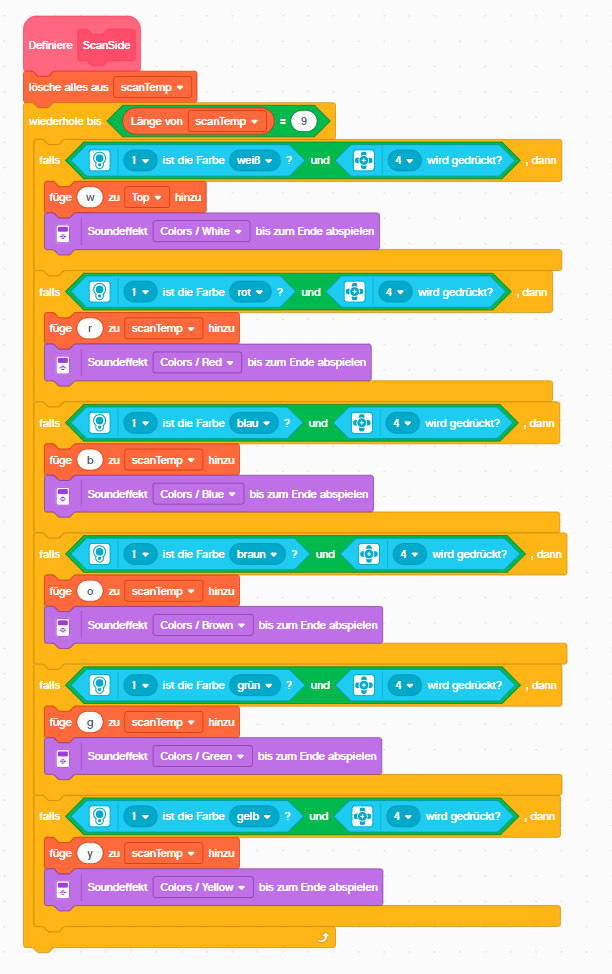 Definiere ScanSide
lösche alles aus scanTemp
wiederhole bis Länge von scanTemp = 9
falls 1 ist die Farbe weiß ? und 4 wird gedrückt? , dann
füge w zu Top hinzu
Soundeffekt Colors / White bis zum Ende abspielen
falls 1 ist die Farbe rot ? und 4 wird gedrückt? , dann
füge r zu scanTemp hinzu
Soundeffekt Colors / Red bis zum Ende abspielen
falls 1 ist die Farbe blau ? und 4 wird gedrückt? , dann
füge b zu scanTemp hinzu
Soundeffekt Colors / Blue bis zum Ende abspielen
falls 1 ist die Farbe braun ? und 4 wird gedrückt? , dann
füge o zu scanTemp hinzu
Soundeffekt Colors / Brown bis zum Ende abspielen
falls 1 ist die Farbe grün ? und 4 wird gedrückt? , dann
füge g zu scanTemp hinzu
Soundeffekt Colors / Green bis zum Ende abspielen
falls 1 ist die Farbe gelb ? und 4 wird gedrückt? , dann
füge y zu scanTemp hinzu
Soundeffekt Colors / Yellow bis zum Ende abspielen